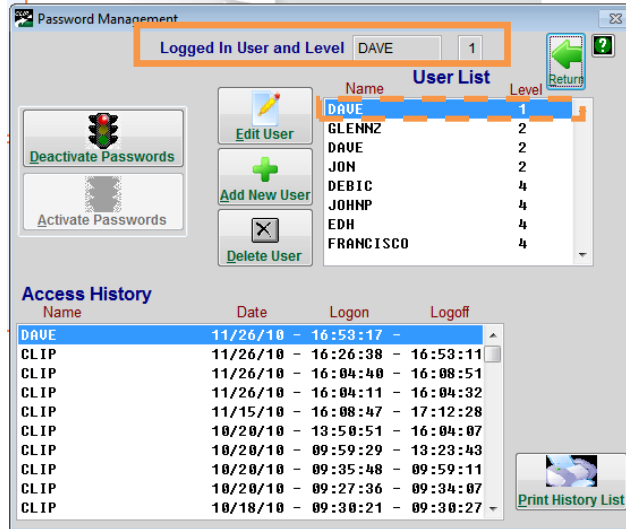 CLIP Password Management
Logged In User and Level DAVE 1
?
Return
User List
Name Level
DAVE 1
GLENNZ 2
DAVE 2
JON 2
DEBIC 4
JOHNP 4
EDH 4
FRANCISCO 4
Edit User
Add New User
Delete User
Deactivate Passwords
Activate Passwords
Access History
Name Date Logon Logoff
DAVE 11/26/10 - 16:53:17 -
CLIP 11/26/10 - 16:26:38 - 16:53:11
CLIP 11/26/10 - 16:04:40 - 16:08:51
CLIP 11/26/10 - 16:04:11 - 16:04:32
CLIP 11/15/10 - 16:08:47 - 17:12:28
CLIP 10/20/10 - 13:50:51 - 16:04:07
CLIP 10/20/10 - 09:59:29 - 13:23:43
CLIP 10/20/10 - 09:35:48 - 09:59:11
CLIP 10/20/10 - 09:27:36 - 09:34:07
CLIP 10/18/10 - 09:30:21 - 09:30:27
Print History List